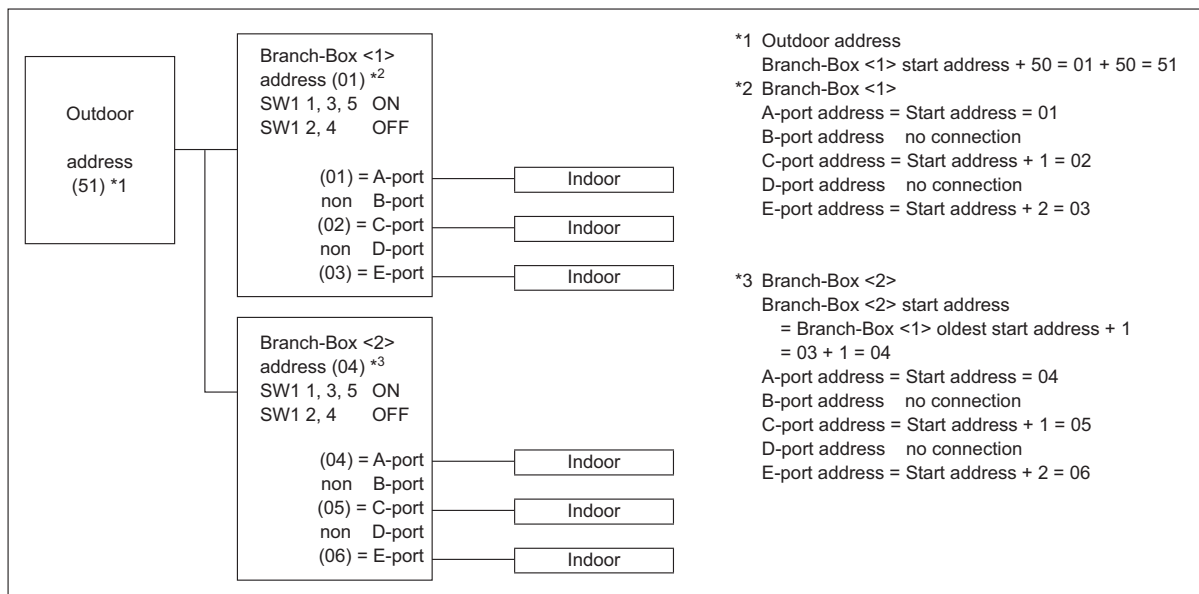 Outdoor
address
(51) *1
Branch-Box <1>
address (01) *2
SW1 1, 3, 5 ON
SW1 2, 4 OFF
(01) = A-port
non B-port
(02) = C-port
non D-port
(03) = E-port
Indoor
Indoor
Indoor
Branch-Box <2>
address (04) *3
SW1 1, 3, 5 ON
SW1 2, 4 OFF
(04) = A-port
non B-port
(05) = C-port
non D-port
(06) = E-port
Indoor
Indoor
Indoor
*1 Outdoor address
Branch-Box <1> start address + 50 = 01 + 50 = 51
*2 Branch-Box <1>
A-port address = Start address = 01
B-port address no connection
C-port address = Start address + 1 = 02
D-port address no connection
E-port address = Start address + 2 = 03
*3 Branch-Box <2>
Branch-Box <2> start address
= Branch-Box <1> oldest start address + 1
= 03 + 1 = 04
A-port address = Start address = 04
B-port address no connection
C-port address = Start address + 1 = 05
D-port address no connection
E-port address = Start address + 2 = 06